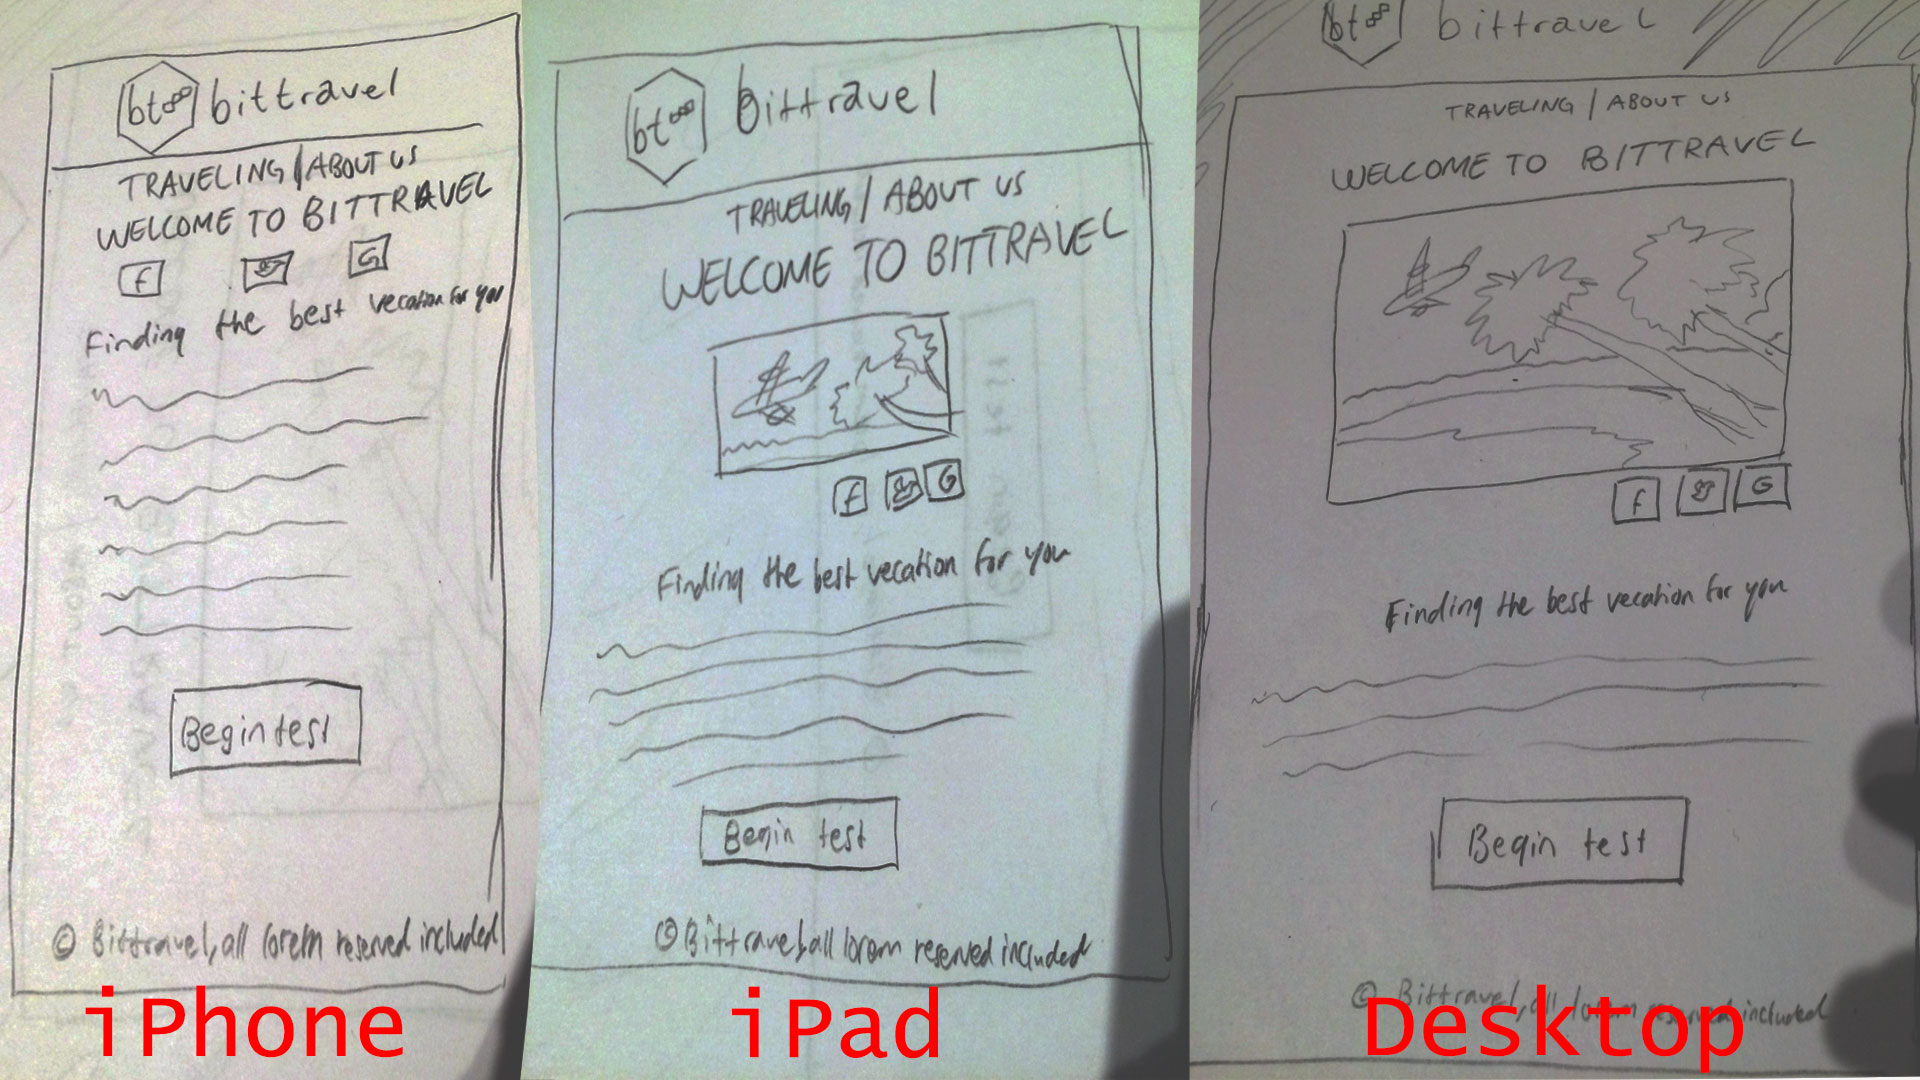 bt bittravel
TRAVELING / ABOUT US
WELCOME TO BITTRAVEL
f G
Finding the best vecation for you
Begin test
© Bittravel, all lorem reserved included
iPhone
bt Bittravel
TRAVELING / ABOUT US
WELCOME TO BITTRAVEL
f G
Finding the best vecation for you
Begin test
© Bittravel, all lorem reserved included
iPad
bt bittravel
TRAVELING / ABOUT US
WELCOME TO BITTRAVEL
f G
Finding the best vecation for you
Begin test
© Bittravel, all lorem reserved included
Desktop